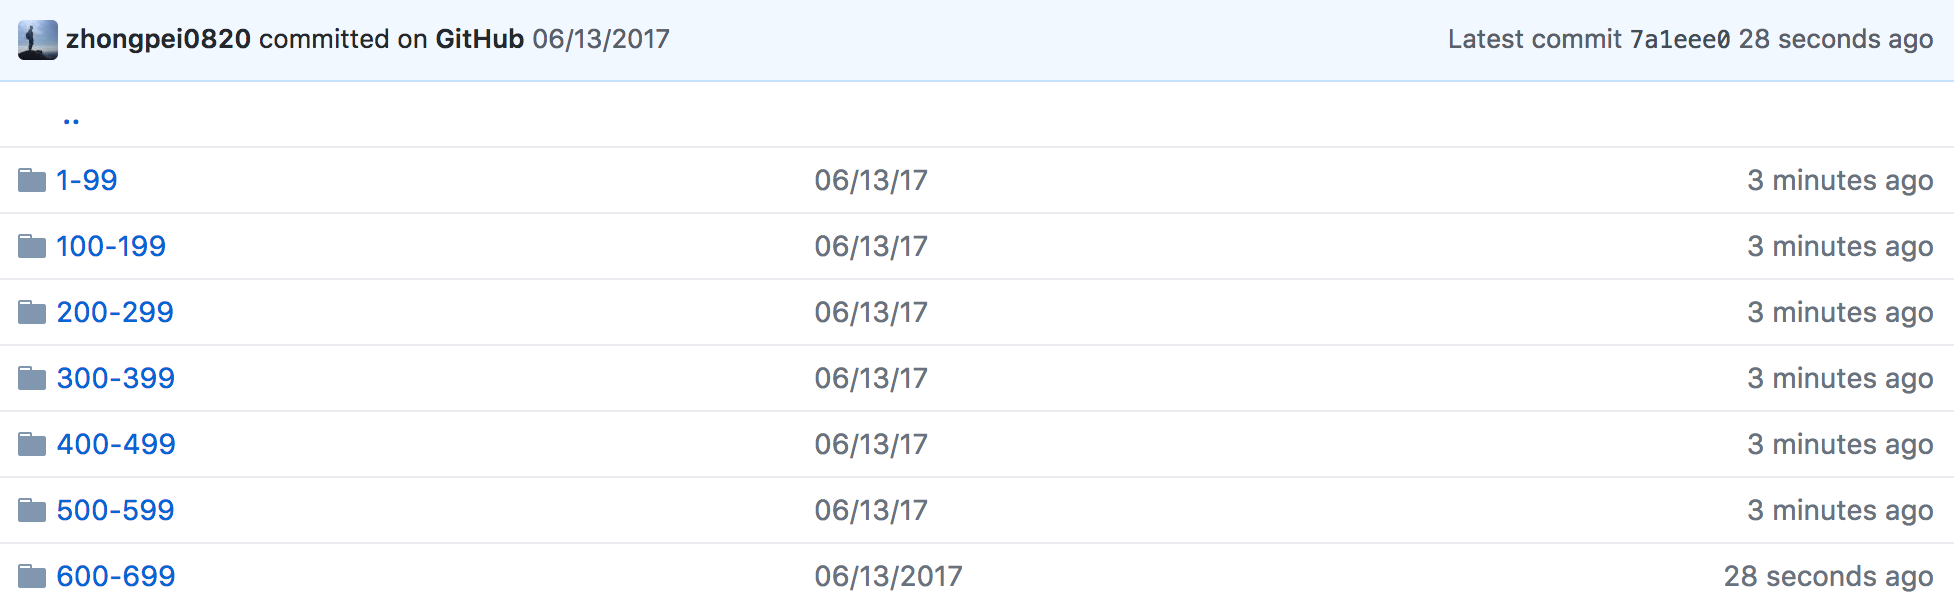 zhongpei0820 committed on GitHub 06/13/2017 Latest commit 7a1eee0 28 seconds ago
..
1-99 06/13/17 3 minutes ago
100-199 06/13/17 3 minutes ago
200-299 06/13/17 3 minutes ago
300-399 06/13/17 3 minutes ago
400-499 06/13/17 3 minutes ago
500-599 06/13/17 3 minutes ago
600-699 06/13/2017 28 seconds ago